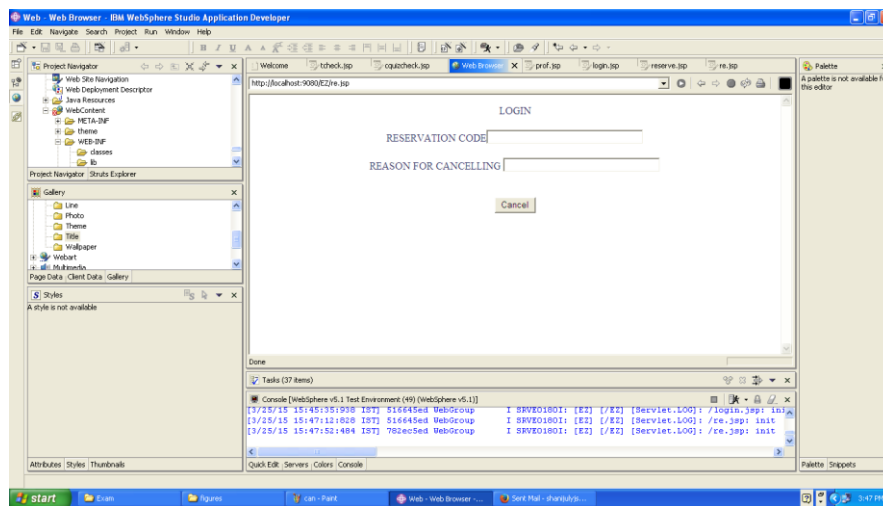 Web - Web Browser - IBM WebSphere Studio Application Developer
File Edit Navigate Search Project Run Window Help
Project Navigator
Web Site Navigation
Web Deployment Descriptor
Java Resources
WebContent
META-INF
theme
WEB-INF
classes
lib
Project Navigator Struts Explorer
Gallery
Line
Photo
Theme
Title
Wallpaper
Webart
Multimedia
Page Data Client Data Gallery
Styles
A style is not available
Attributes Styles Thumbnails
Welcome tcheck.jsp cquizcheck.jsp Web Browser prof.jsp login.jsp reserve.jsp re.jsp
http://localhost:9080/EZ/re.jsp
LOGIN
RESERVATION CODE
REASON FOR CANCELLING
Cancel
Done
Tasks (37 items)
Console [WebSphere v5.1 Test Environment (49) (WebSphere v5.1)]
[3/25/15 15:45:35:938 IST] 516645ed WebGroup I SRVE0180I: [EZ] [/EZ] [Servlet.LOG]: /login.jsp: ini
[3/25/15 15:47:12:828 IST] 516645ed WebGroup I SRVE0180I: [EZ] [/EZ] [Servlet.LOG]: /re.jsp: init
[3/25/15 15:47:52:484 IST] 782ec5ed WebGroup I SRVE0180I: [EZ] [/EZ] [Servlet.LOG]: /re.jsp: init
Quick Edit Servers Colors Console
Palette
A palette is not available f
this editor
Palette Snippets
start Exam figures can - Paint Web - Web Browser -... Sent Mail - shanijulyjs... 3:47 PM